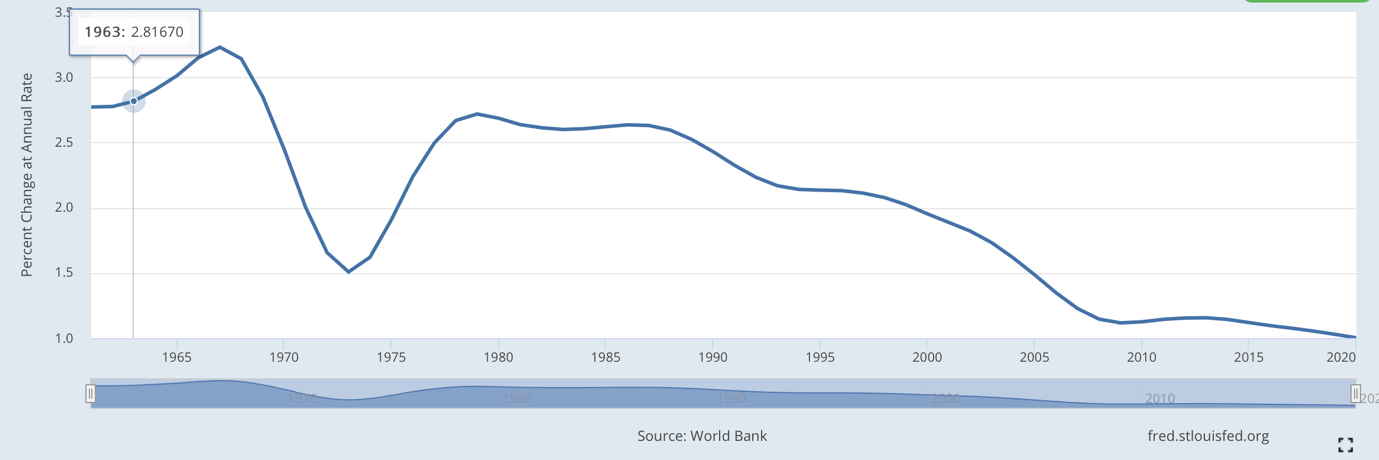 3.5
1963: 2.81670
3.0
2.5
2.0
1.5
1.0
Percent Change at Annual Rate
1965 1970 1975 1980 1985 1990 1995 2000 2005 2010 2015 2020
1970 1980 1990 2000 2010 202
Source: World Bank fred.stlouisfed.org